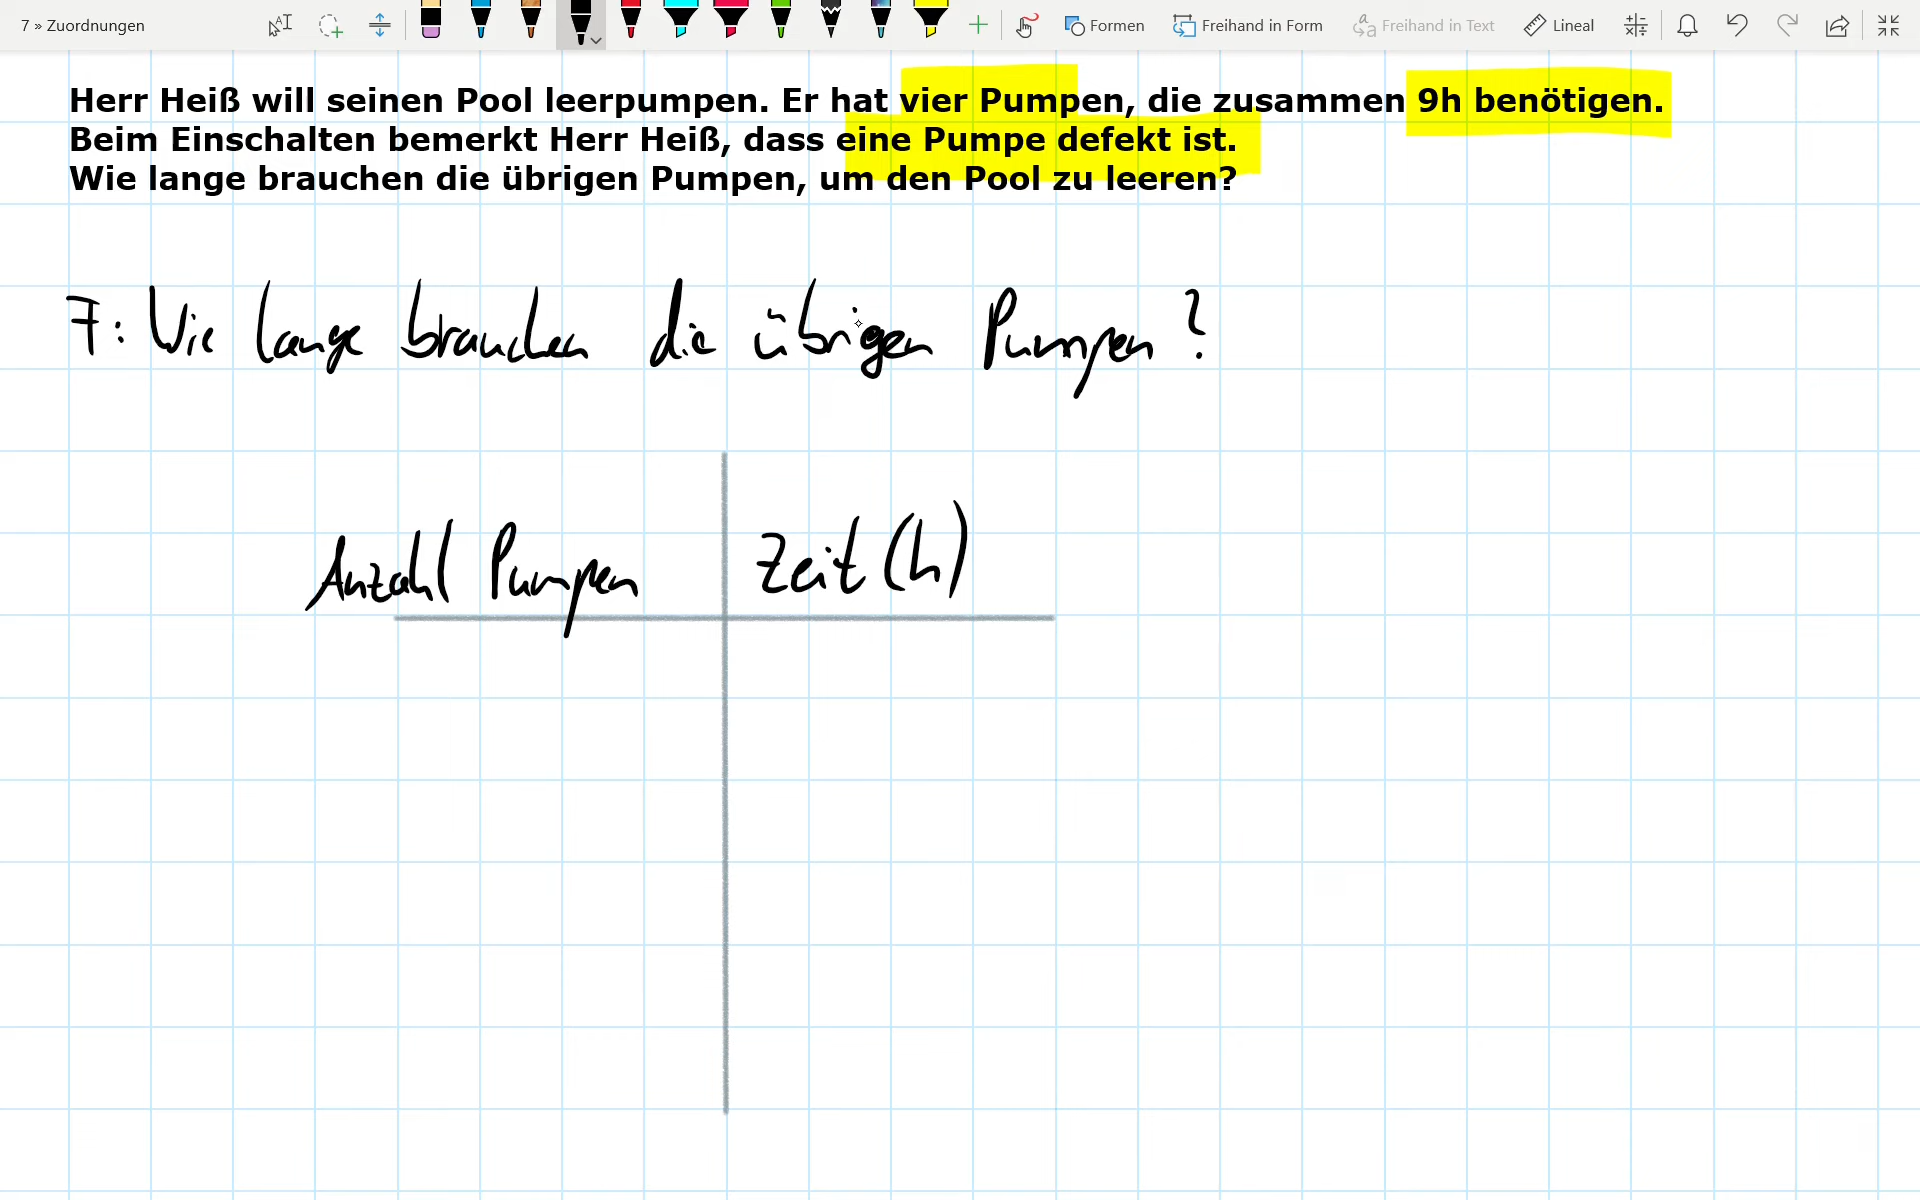 7 » Zuordnungen
Formen
Freihand in Form
Freihand in Text
Lineal
Herr Heiß will seinen Pool leerpumpen. Er hat vier Pumpen, die zusammen 9h benötigen.
Beim Einschalten bemerkt Herr Heiß, dass eine Pumpe defekt ist.
Wie lange brauchen die übrigen Pumpen, um den Pool zu leeren?
F: Wie lange brauchen die übrigen Pumpen?
Anzahl Pumpen
Zeit (h)